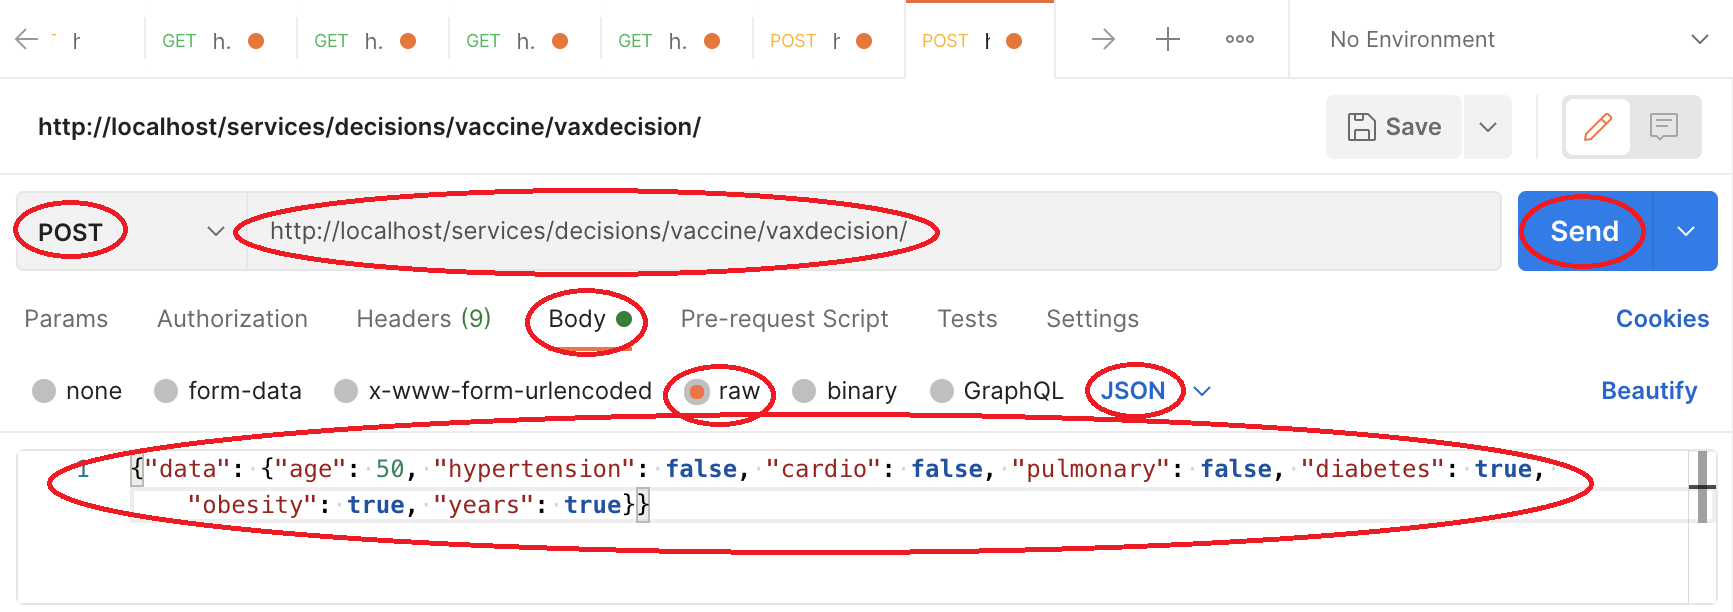 h
GET h.
GET h.
GET h.
GET h.
POST
POST
No Environment
http://localhost/services/decisions/vaccine/vaxdecision/
Save
POST
http://localhost/services/decisions/vaccine/vaxdecision/
Send
Params Authorization Headers (9) Body Pre-request Script Tests Settings Cookies
none form-data x-www-form-urlencoded raw binary GraphQL JSON Beautify
1 {"data": {"age": 50, "hypertension": false, "cardio": false, "pulmonary": false, "diabetes": true,
"obesity": true, "years": true}}